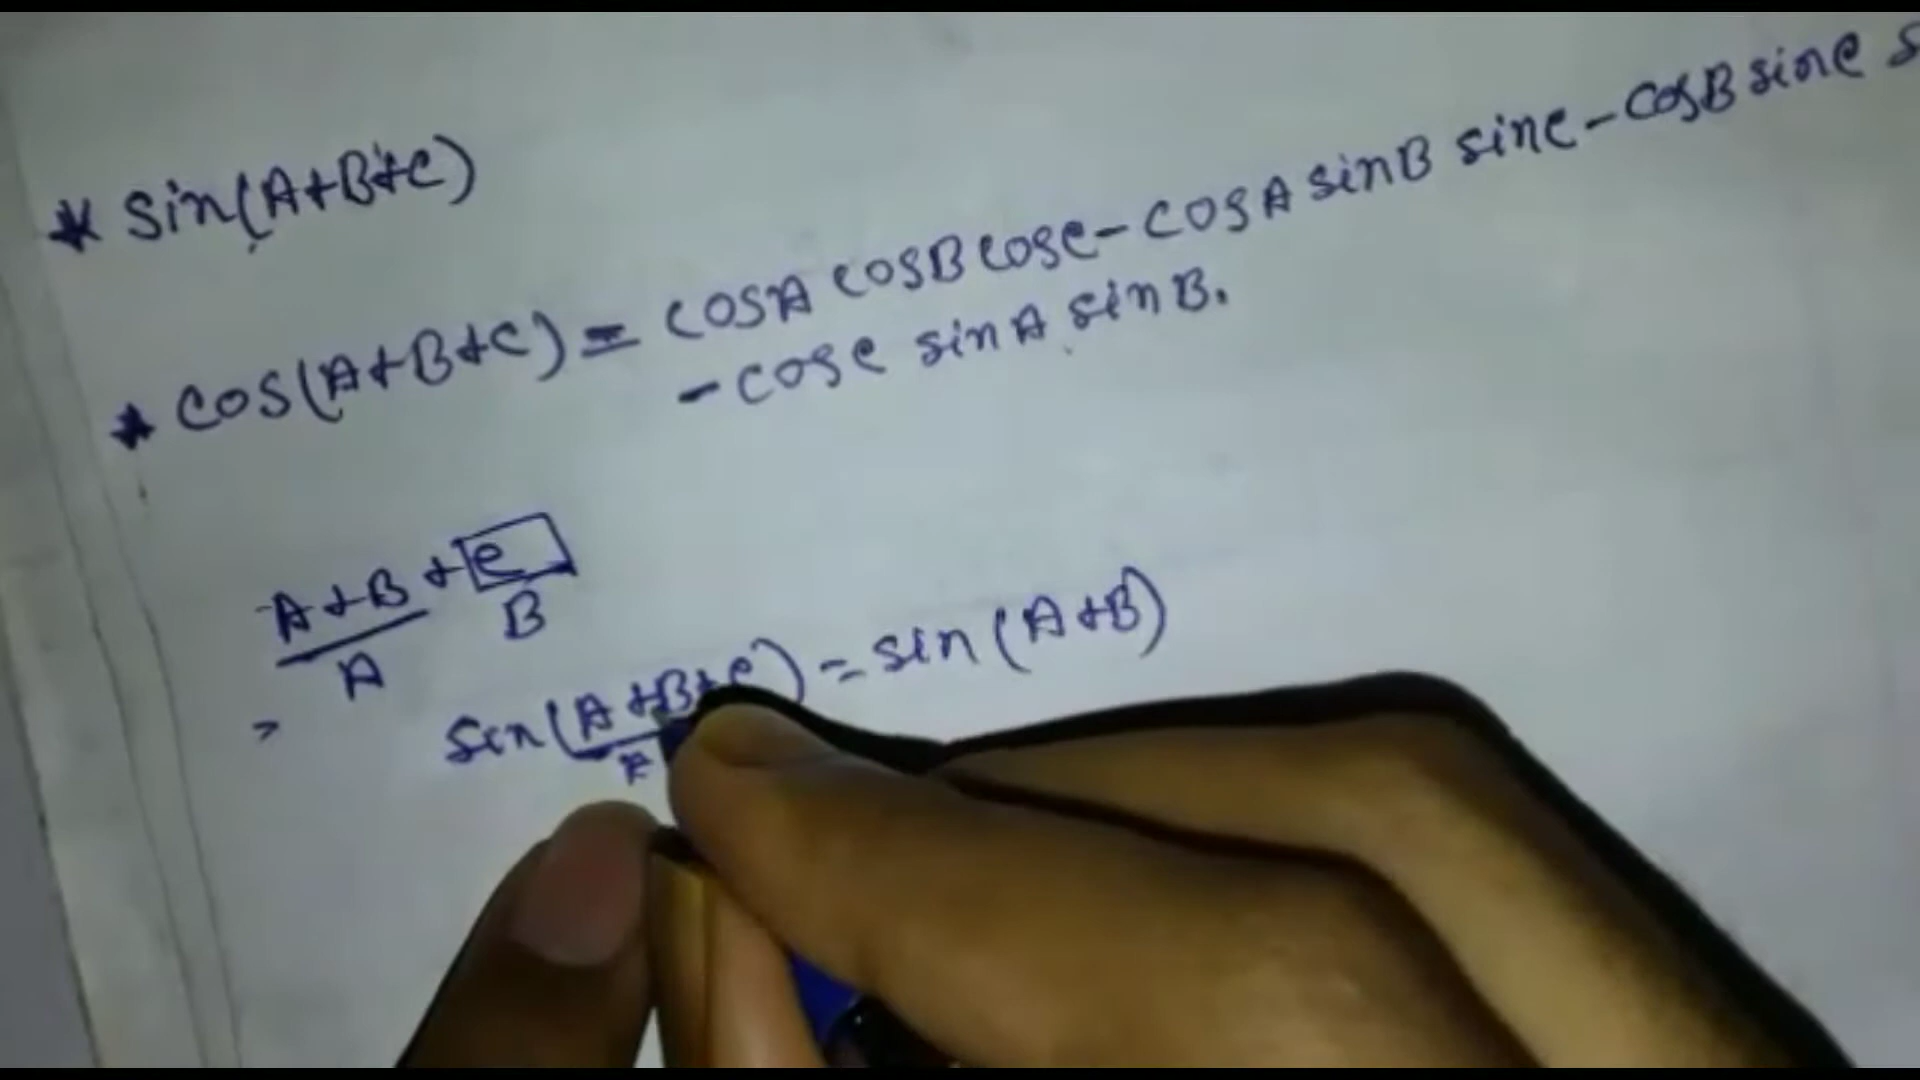 * Sin(A+B+C)
* COS(A+B+C) = COSA COSB COSC - COSA sinB sinC - COSB sinC
- COSC sinA sinB.
A+B + C
A B
> Sin(A+B+C) = sin(A+B)
A